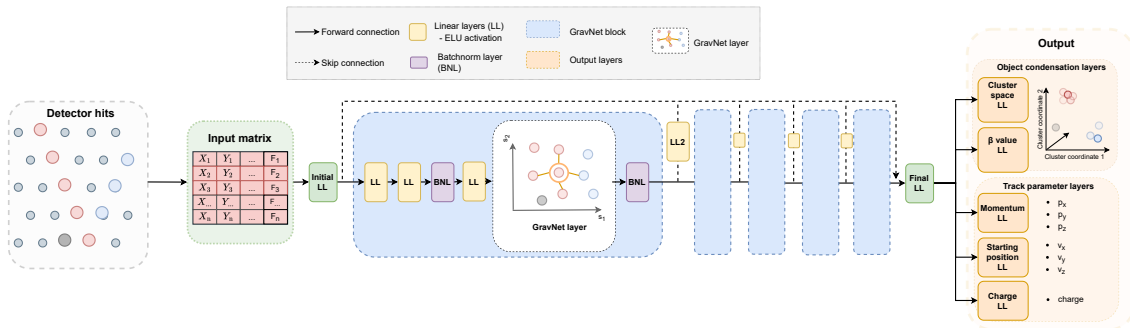 Forward connection
Skip connection
Linear layers (LL)
- ELU activation
Batchnorm layer
(BNL)
GravNet block
Output layers
GravNet layer
Detector hits
Input matrix
X1 Y1 ... F1
X2 Y2 ... F2
X3 Y3 ... F3
X... Y... ... F...
Xn Yn ... Fn
Initial
LL
LL
LL
BNL
LL
s2
s1
GravNet layer
BNL
LL2
Final
LL
Output
Object condensation layers
Cluster
space
LL
β value
LL
Cluster coordinate 2
Cluster coordinate 1
Track parameter layers
Momentum
LL
• px
• py
• pz
Starting
position
LL
• vx
• vy
• vz
Charge
LL
• charge